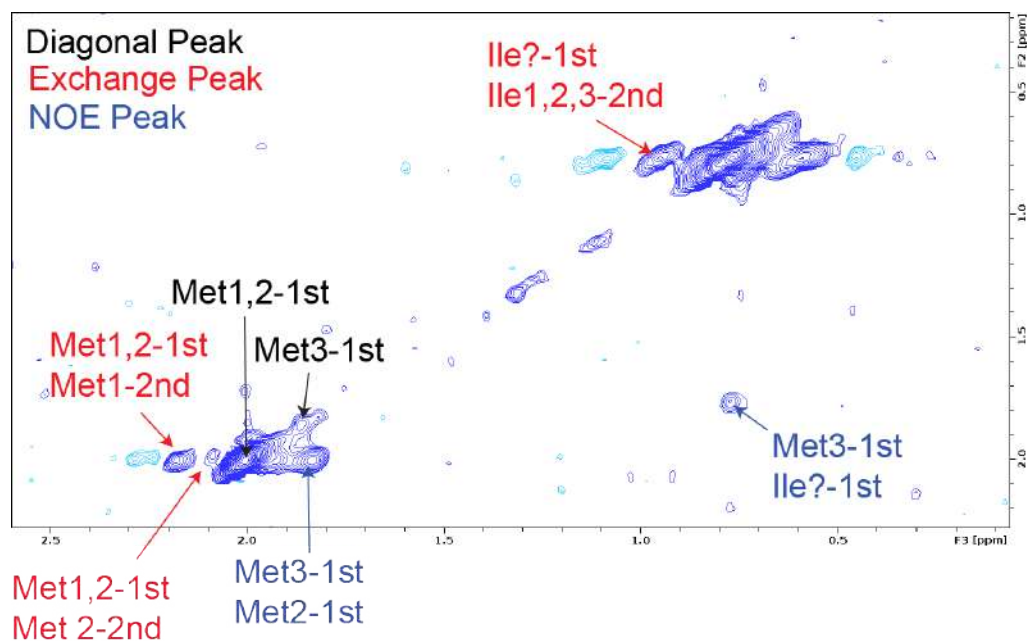 Diagonal Peak
Exchange Peak
NOE Peak
Ile?-1st
Ile1,2,3-2nd
Met1,2-1st
Met3-1st
Met1,2-1st
Met1-2nd
Met3-1st
Ile?-1st
Met1,2-1st
Met 2-2nd
Met3-1st
Met2-1st
F2 [ppm]
0.5
1.0
1.5
2.0
2.5
2.0
1.5
1.0
0.5
F3 [ppm]